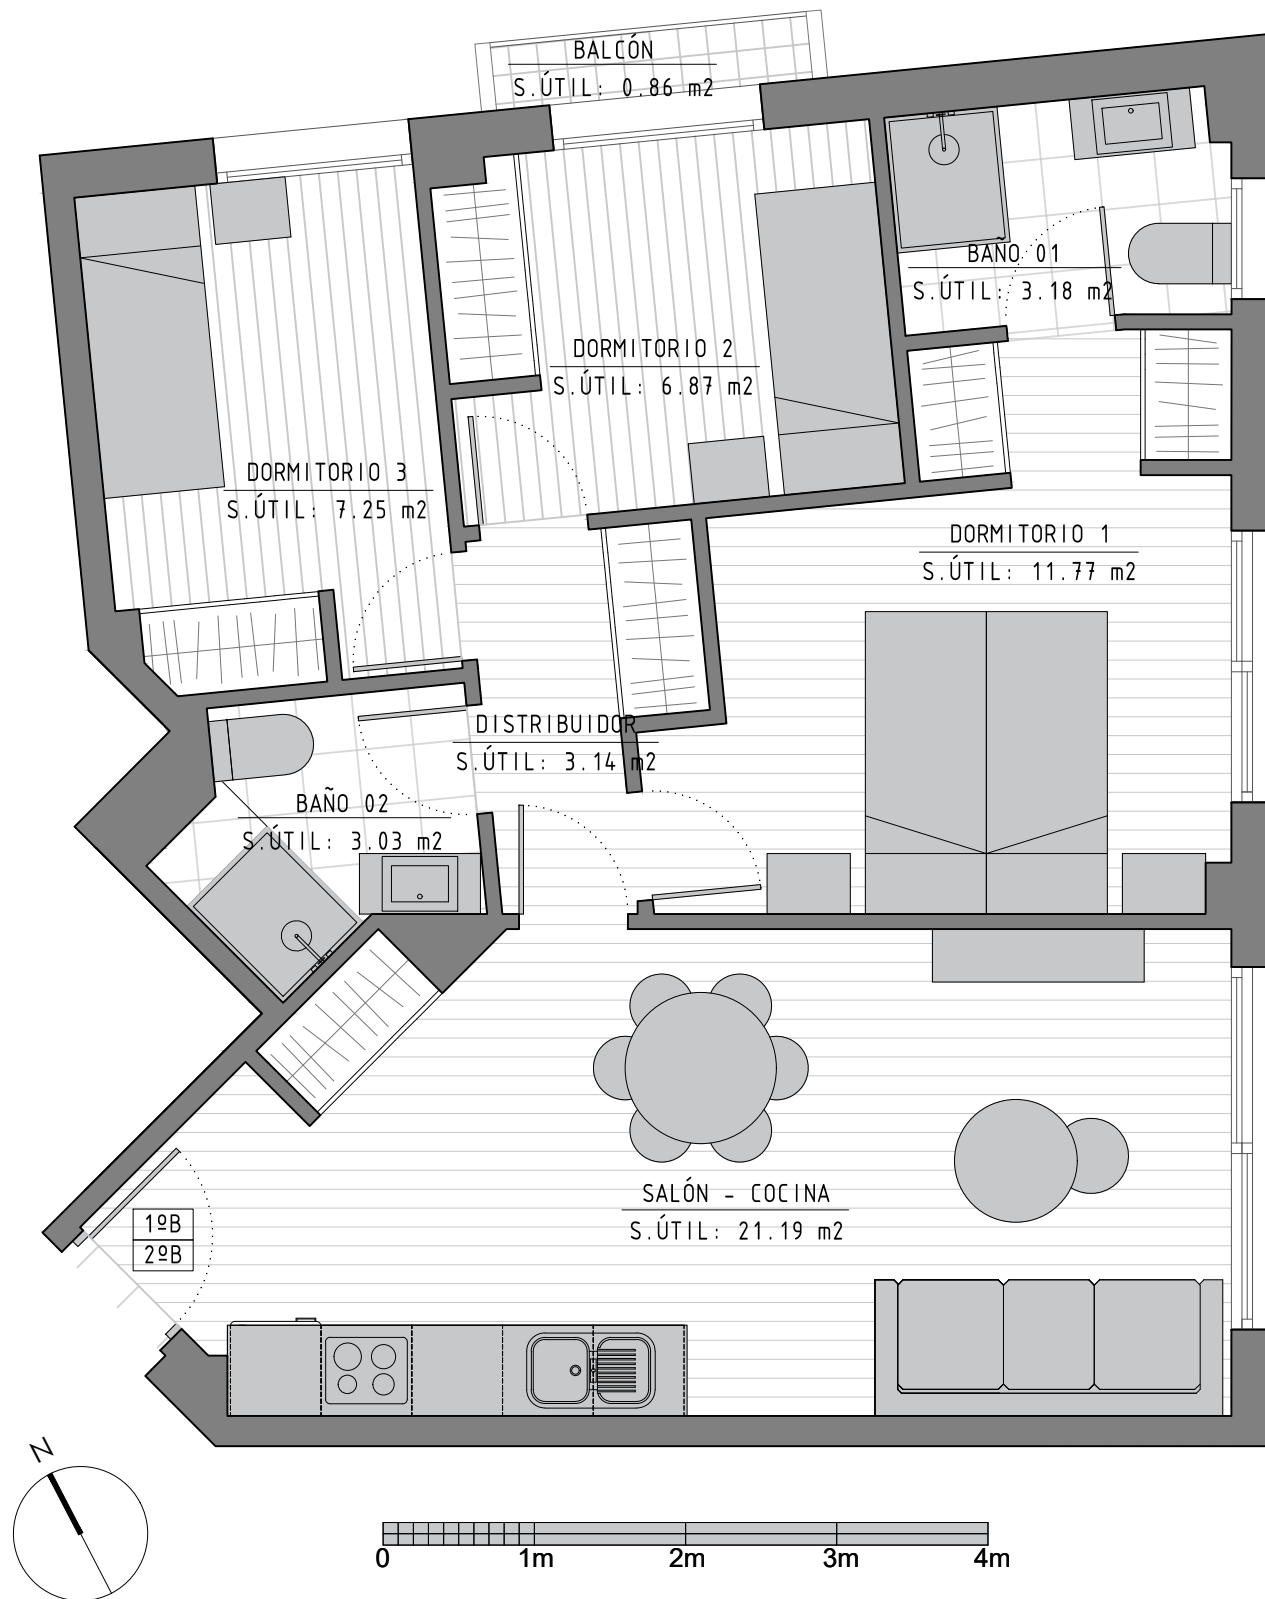 BALCÓN
S.ÚTIL: 0.86 m2
BAÑO 01
S.ÚTIL: 3.18 m2
DORMITORIO 2
S.ÚTIL: 6.87 m2
DORMITORIO 3
S.ÚTIL: 7.25 m2
DORMITORIO 1
S.ÚTIL: 11.77 m2
DISTRIBUIDOR
S.ÚTIL: 3.14 m2
BAÑO 02
S.ÚTIL: 3.03 m2
SALÓN - COCINA
S.ÚTIL: 21.19 m2
1ºB
2ºB
N
0 1m 2m 3m 4m